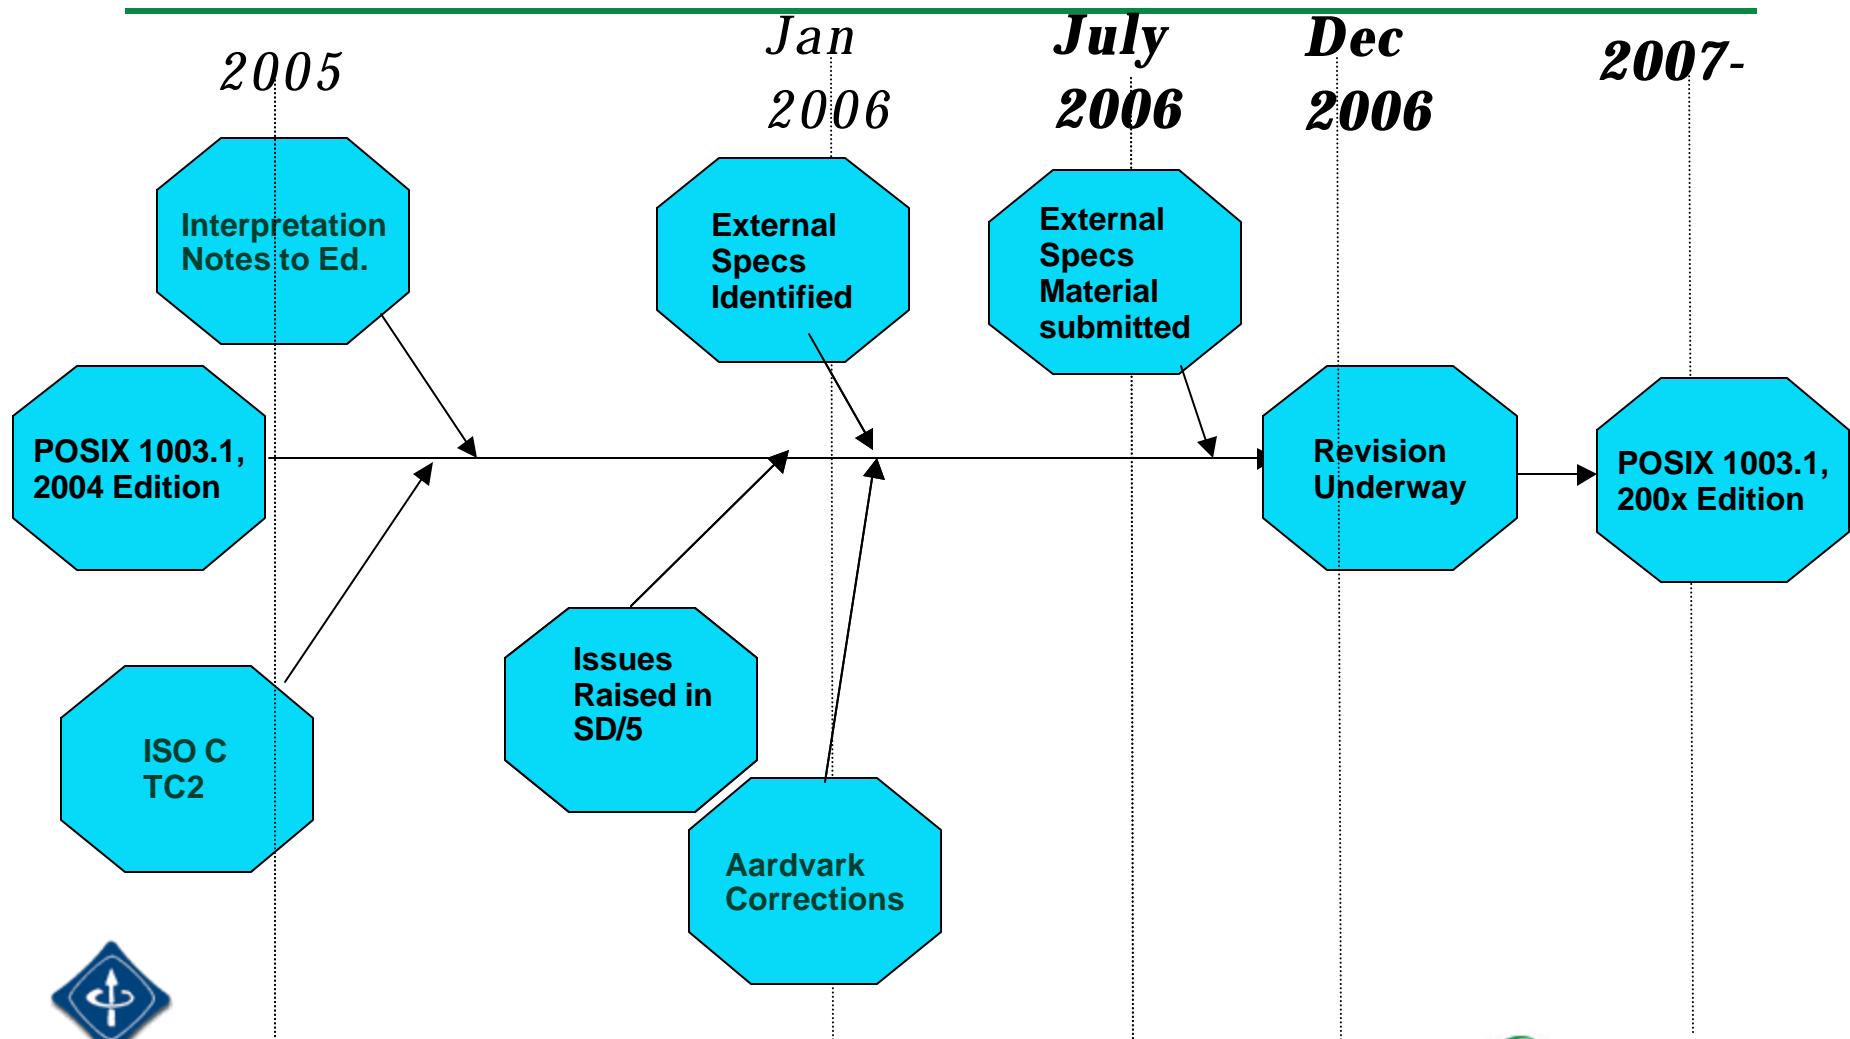 2005
Jan
2006
July
2006
Dec
2006
2007-
Interpretation
Notes to Ed.
External
Specs
Identified
External
Specs
Material
submitted
POSIX 1003.1,
2004 Edition
Revision
Underway
POSIX 1003.1,
200x Edition
Issues
Raised in
SD/5
ISO C
TC2
Aardvark
Corrections